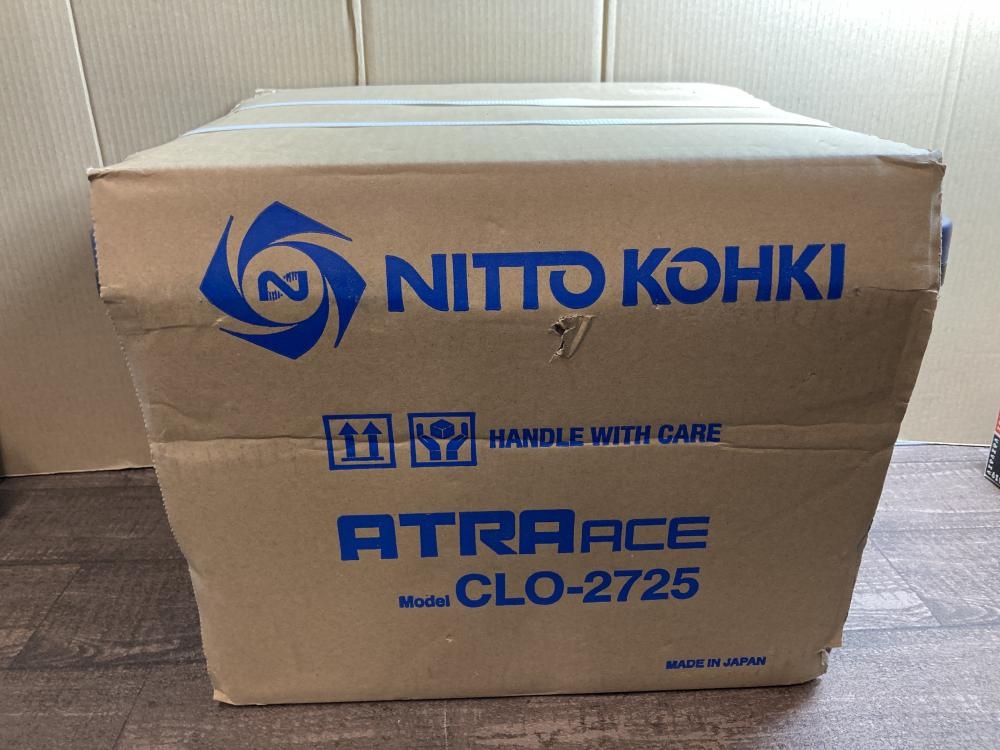 NITTO KOHKI
HANDLE WITH CARE
ATRA ACE
Model CLO-2725
MADE IN JAPAN